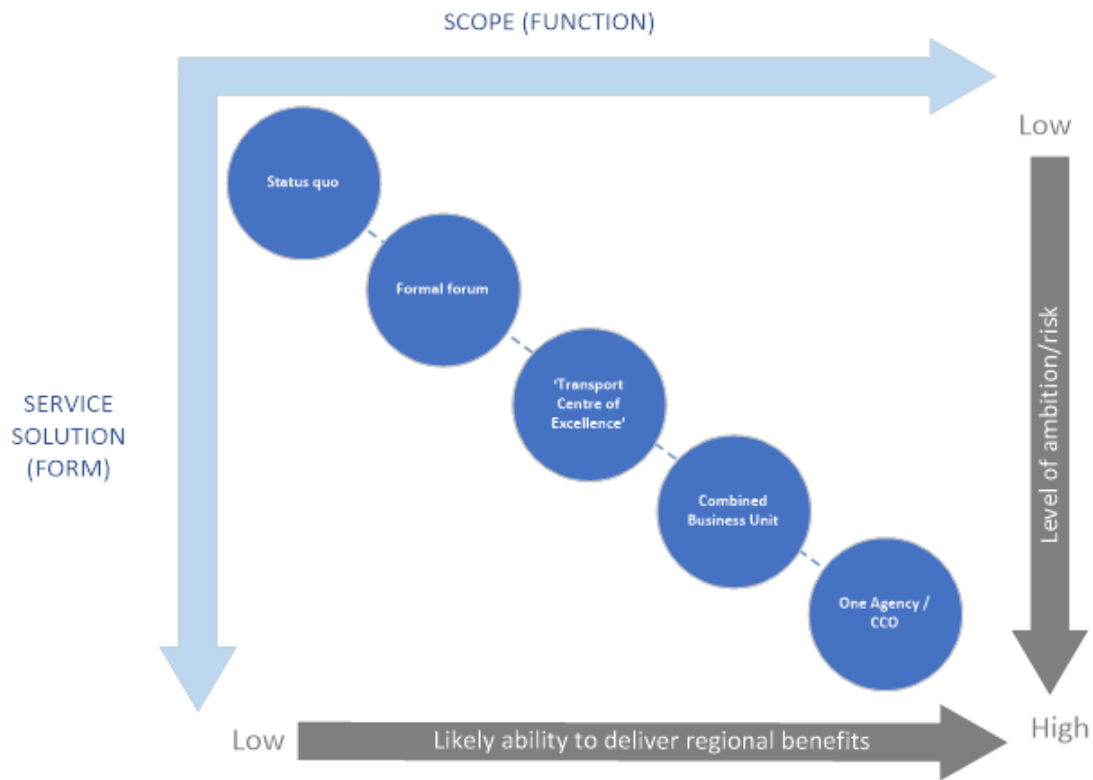 SCOPE (FUNCTION)
Low
Status quo
Formal forum
Level of ambition/risk
'Transport
Centre of
Excellence'
SERVICE
SOLUTION
(FORM)
Combined
Business Unit
One Agency /
CCO
Low
Likely ability to deliver regional benefits
High